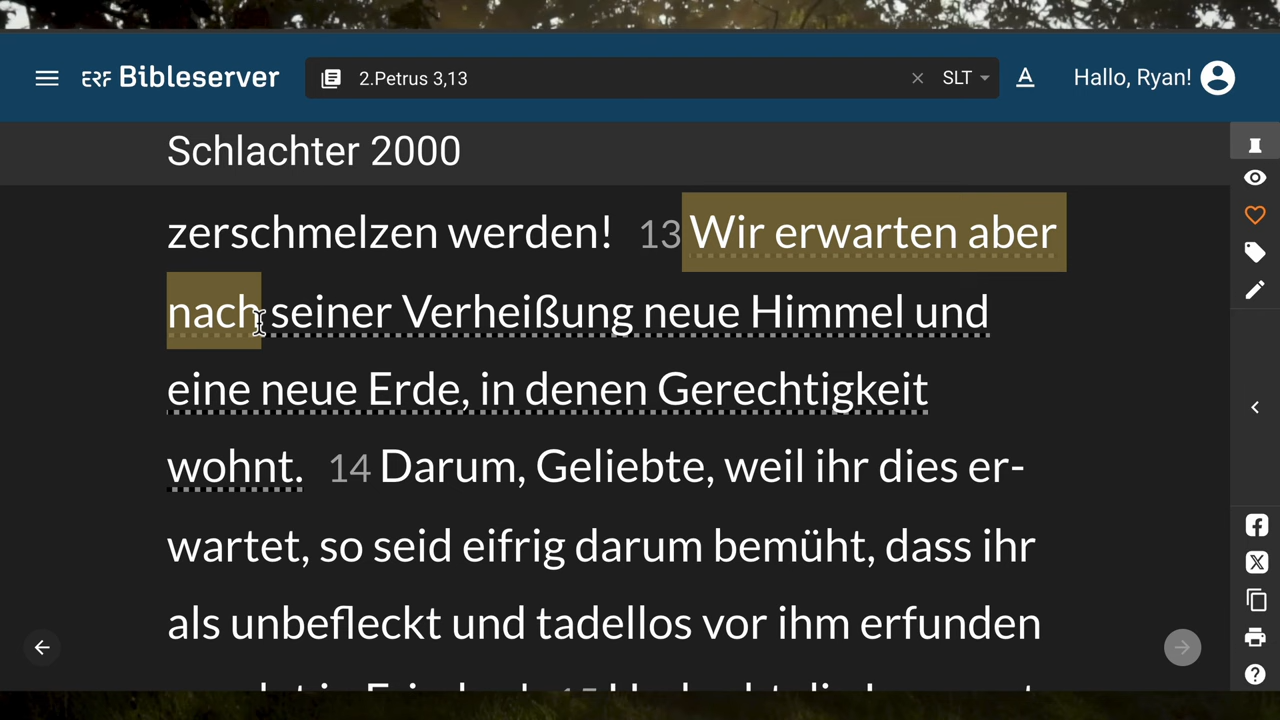 ERF Bibleserver
2.Petrus 3,13
SLT
A
Hallo, Ryan!
Schlachter 2000
zerschmelzen werden! 13 Wir erwarten aber
nach seiner Verheißung neue Himmel und
eine neue Erde, in denen Gerechtigkeit
wohnt. 14 Darum, Geliebte, weil ihr dies er-
wartet, so seid eifrig darum bemüht, dass ihr
als unbefleckt und tadellos vor ihm erfunden